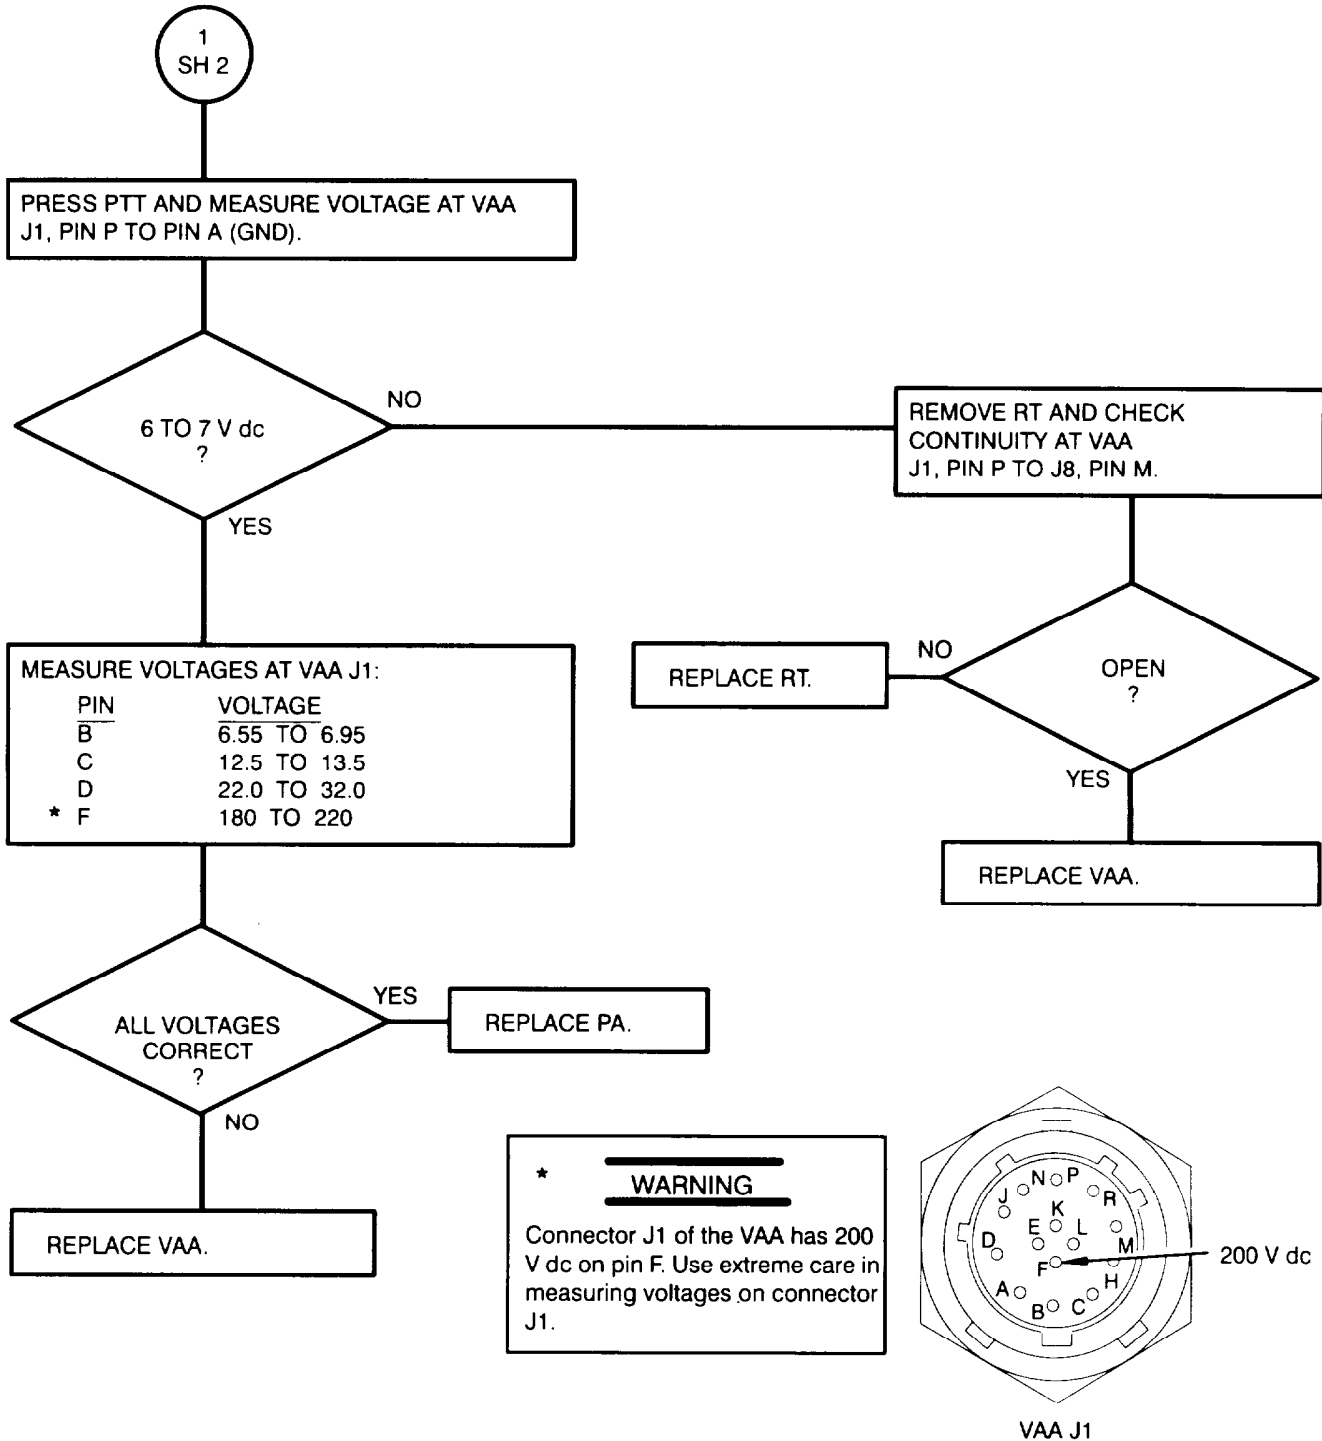 1
SH 2
PRESS PTT AND MEASURE VOLTAGE AT VAA
J1, PIN P TO PIN A (GND).
6 TO 7 V dc
?
NO
YES
REMOVE RT AND CHECK
CONTINUITY AT VAA
J1, PIN P TO J8, PIN M.
OPEN
?
NO
REPLACE RT.
YES
REPLACE VAA.
MEASURE VOLTAGES AT VAA J1:
PIN VOLTAGE
B 6.55 TO 6.95
C 12.5 TO 13.5
D 22.0 TO 32.0
* F 180 TO 220
ALL VOLTAGES
CORRECT
?
YES
REPLACE PA.
NO
REPLACE VAA.
* WARNING
Connector J1 of the VAA has 200
V dc on pin F. Use extreme care in
measuring voltages on connector
J1.
N P
J R
K
E L
D M
F H
A B C
200 V dc
VAA J1